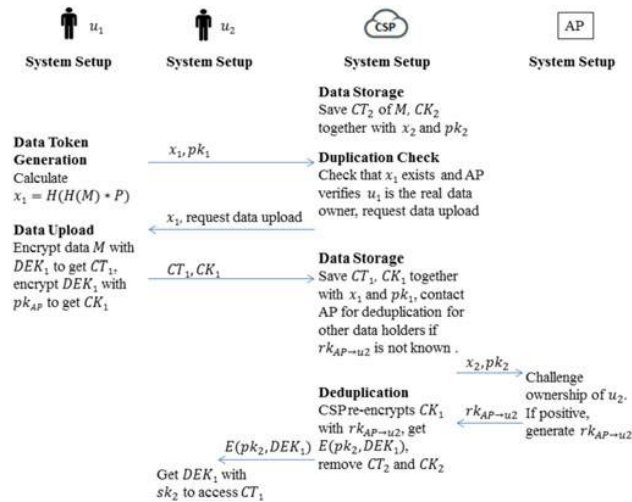 u₁
u₂
CSP
AP
System Setup
System Setup
System Setup
System Setup
Data Storage
Save CT₂ of M, CK₂
together with x₂ and pk₂
Data Token
Generation
Calculate
x₁ = H(H(M) * P)
x₁, pk₁
Duplication Check
Check that x₁ exists and AP
verifies u₁ is the real data
owner, request data upload
x₁, request data upload
Data Upload
Encrypt data M with
DEK₁ to get CT₁,
encrypt DEK₁ with
pk_AP to get CK₁
CT₁, CK₁
Data Storage
Save CT₁, CK₁ together
with x₁ and pk₁, contact
AP for deduplication for
other data holders if
rk_AP→u2 is not known .
x₂, pk₂
Challenge
ownership of u₂.
If positive,
generate rk_AP→u2
rk_AP→u2
Deduplication
CSP re-encrypts CK₁
with rk_AP→u2, get
E(pk₂, DEK₁),
remove CT₂ and CK₂
E(pk₂, DEK₁)
Get DEK₁ with
sk₂ to access CT₁